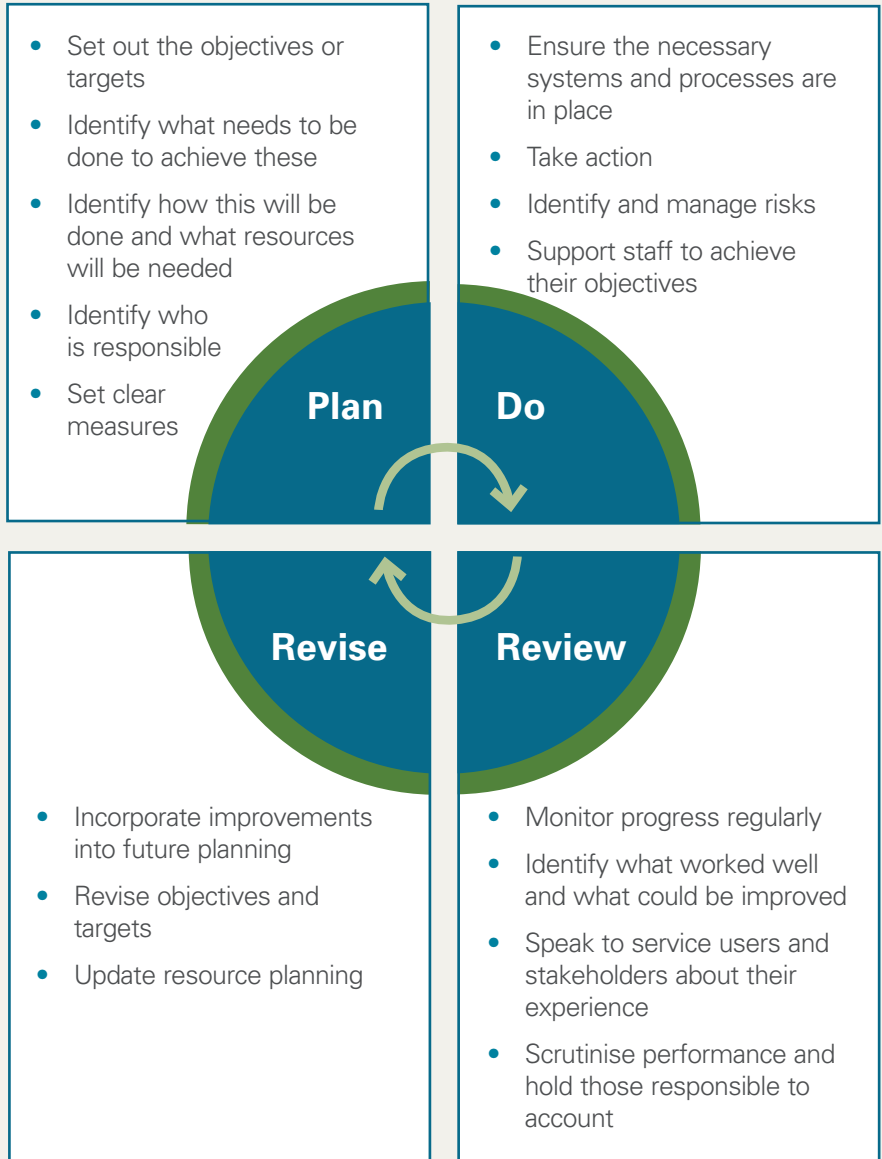 • Set out the objectives or
targets
• Identify what needs to be
done to achieve these
• Identify how this will be
done and what resources
will be needed
• Identify who
is responsible
• Set clear
measures
Plan
• Ensure the necessary
systems and processes are
in place
• Take action
• Identify and manage risks
• Support staff to achieve
their objectives
Do
Revise
• Incorporate improvements
into future planning
• Revise objectives and
targets
• Update resource planning
Review
• Monitor progress regularly
• Identify what worked well
and what could be improved
• Speak to service users and
stakeholders about their
experience
• Scrutinise performance and
hold those responsible to
account